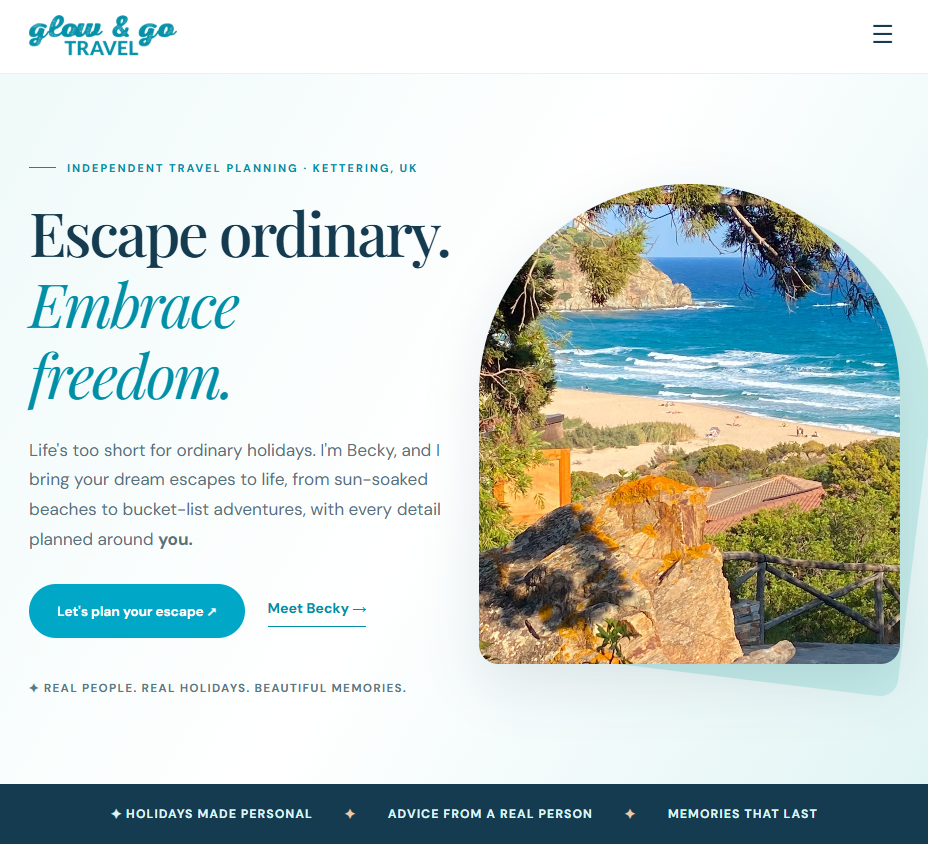 glow & go
TRAVEL
INDEPENDENT TRAVEL PLANNING · KETTERING, UK
Escape ordinary.
Embrace
freedom.
Life's too short for ordinary holidays. I'm Becky, and I
bring your dream escapes to life, from sun-soaked
beaches to bucket-list adventures, with every detail
planned around you.
Let's plan your escape ↗
Meet Becky →
✦ REAL PEOPLE. REAL HOLIDAYS. BEAUTIFUL MEMORIES.
✦ HOLIDAYS MADE PERSONAL ✦ ADVICE FROM A REAL PERSON ✦ MEMORIES THAT LAST